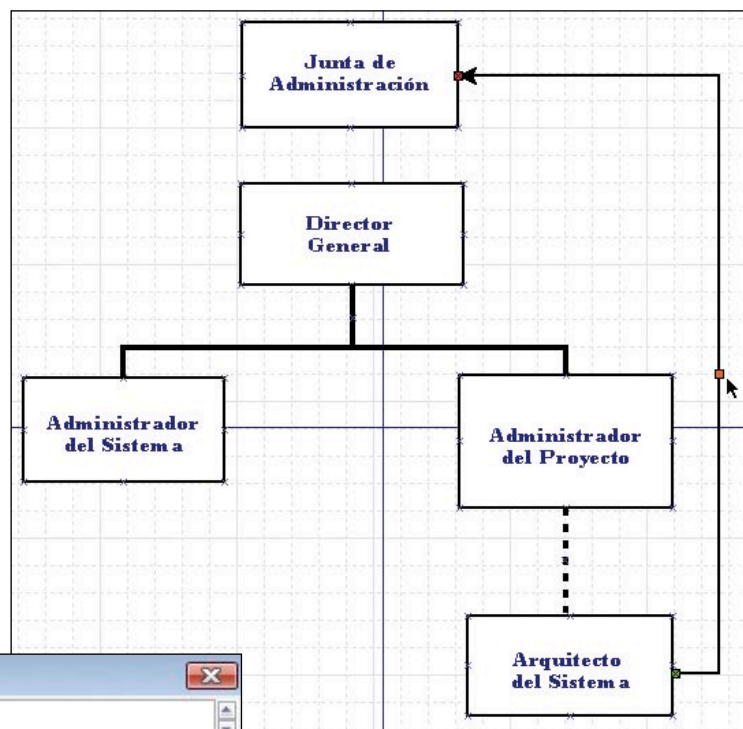 Junta de
Administración
Director
General
Administrador
del Sistema
Administrador
del Proyecto
Arquitecto
del Sistema